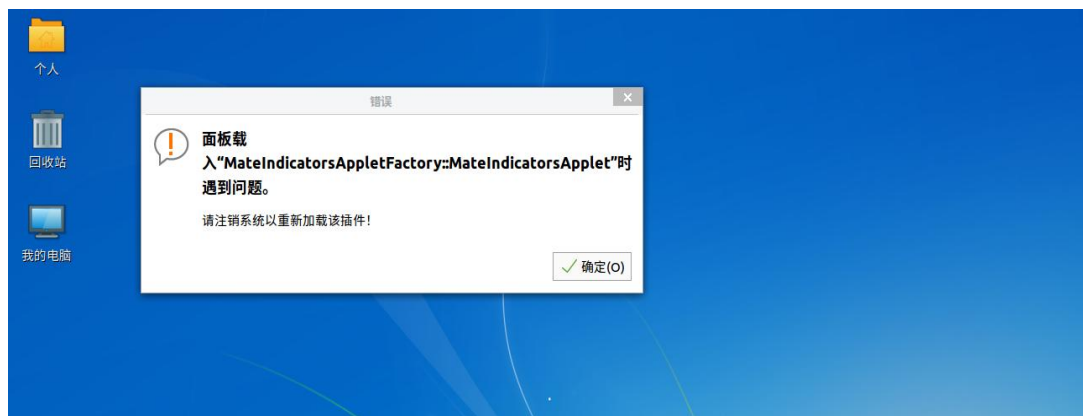 个人
回收站
我的电脑
错误
面板载
入“MateIndicatorsAppletFactory::MateIndicatorsApplet”时
遇到问题。
请注销系统以重新加载该插件！
确定(O)